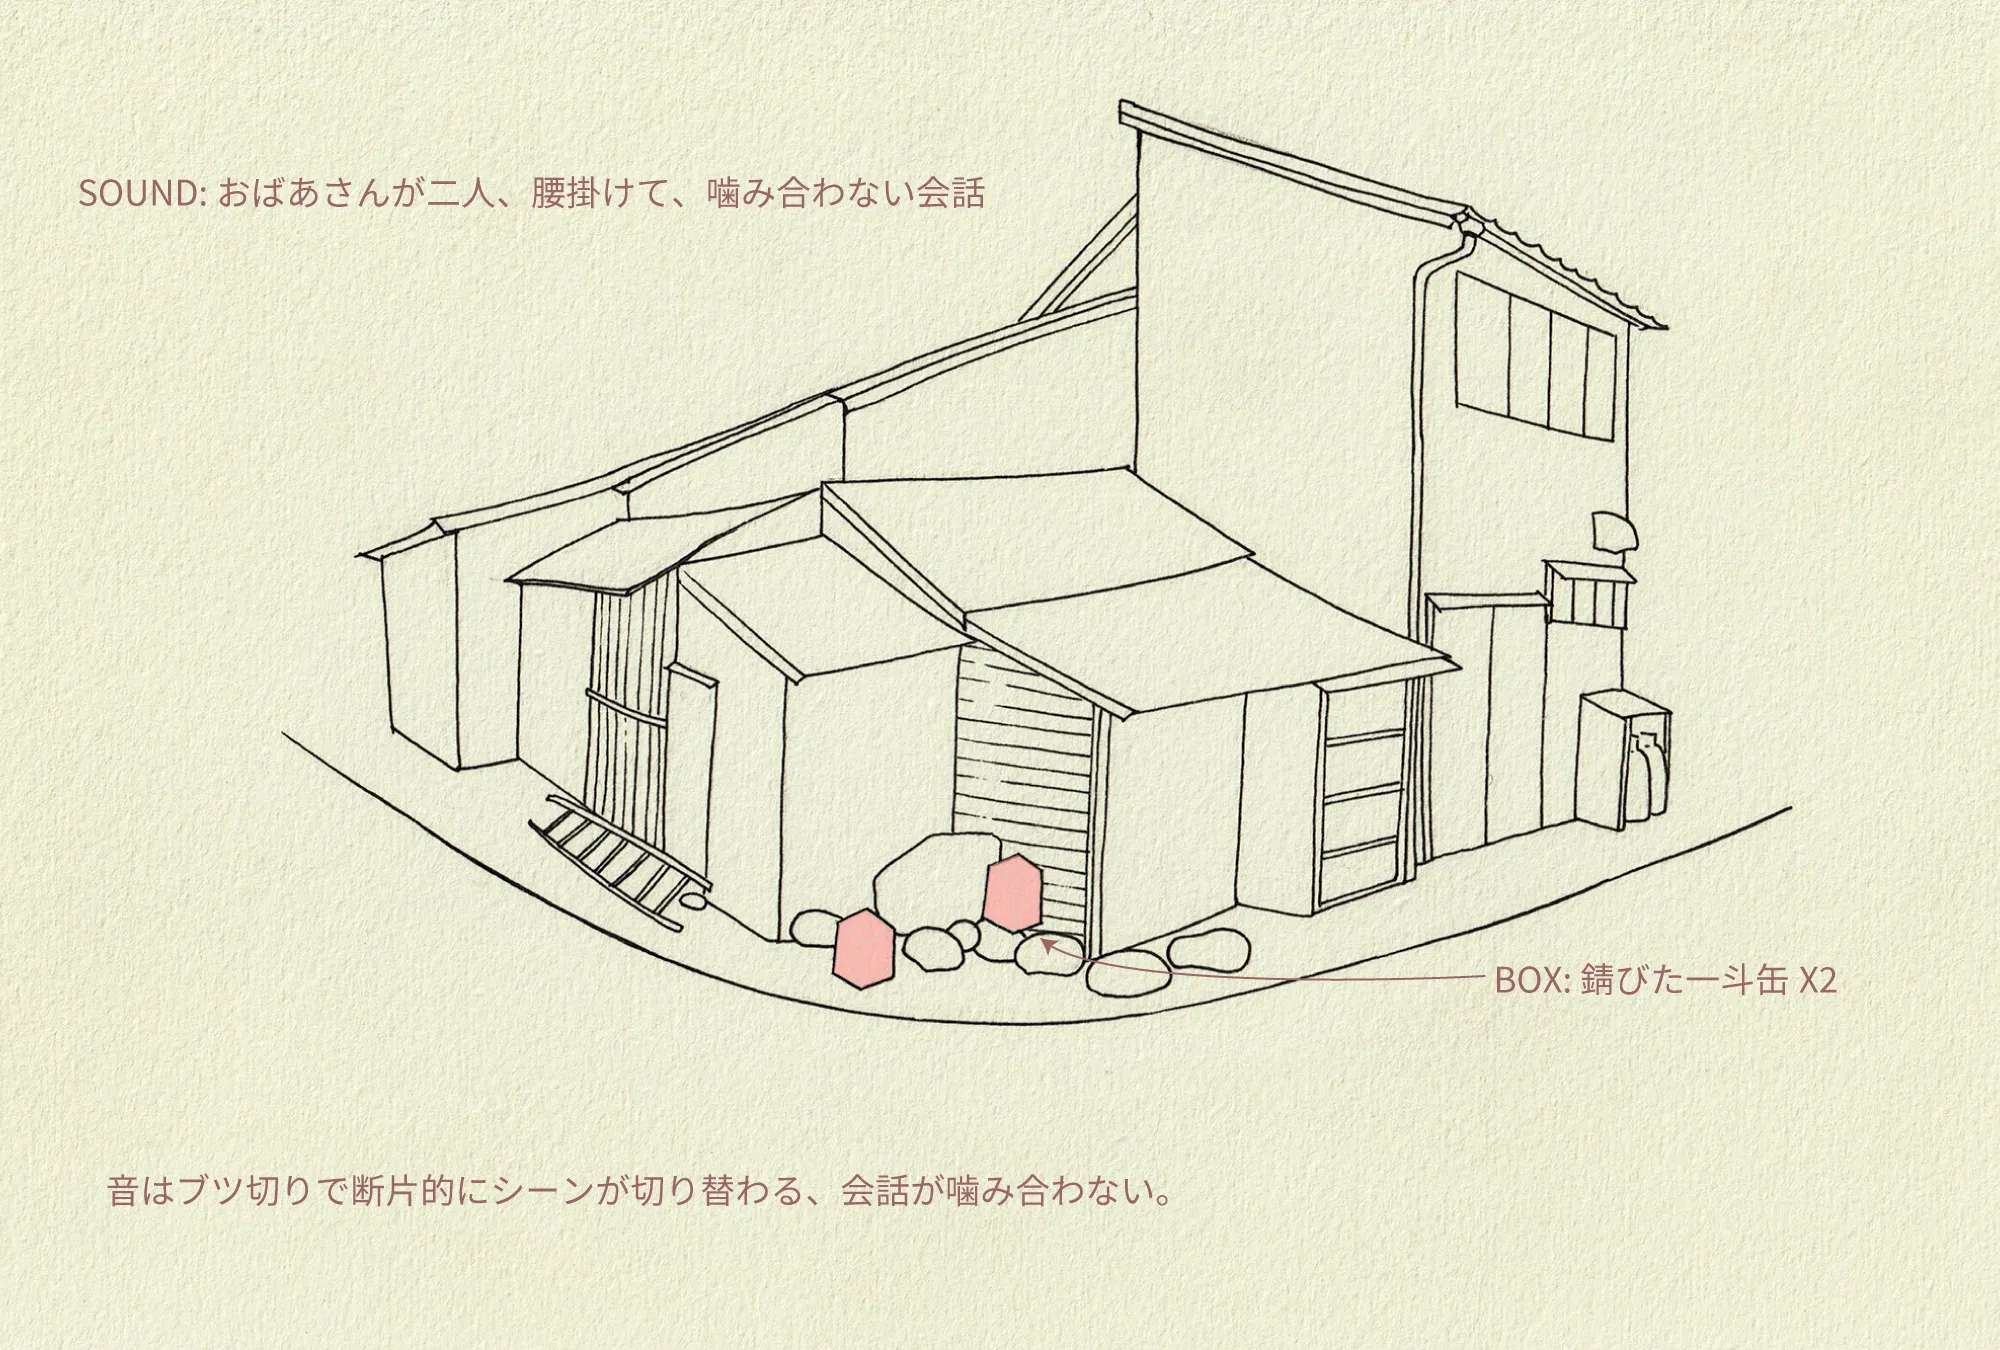 SOUND: おばあさんが二人、腰掛けて、噛み合わない会話
BOX: 錆びた一斗缶 X2
音はブツ切りで断片的にシーンが切り替わる、会話が噛み合わない。